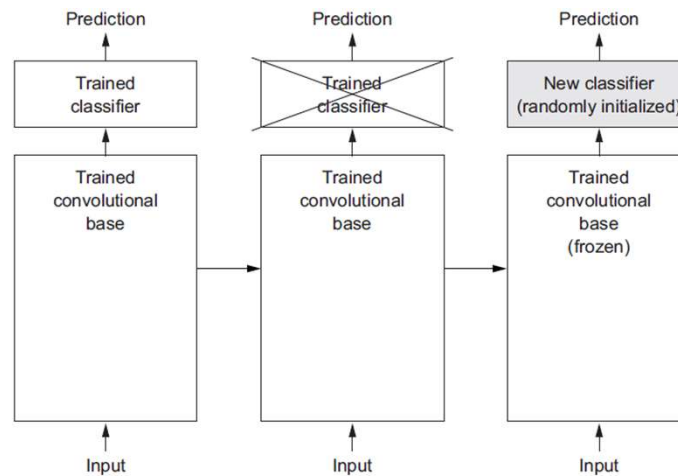 Prediction
Trained
classifier
Trained
convolutional
base
Input
Prediction
Trained
classifier
Trained
convolutional
base
Input
Prediction
New classifier
(randomly initialized)
Trained
convolutional
base
(frozen)
Input